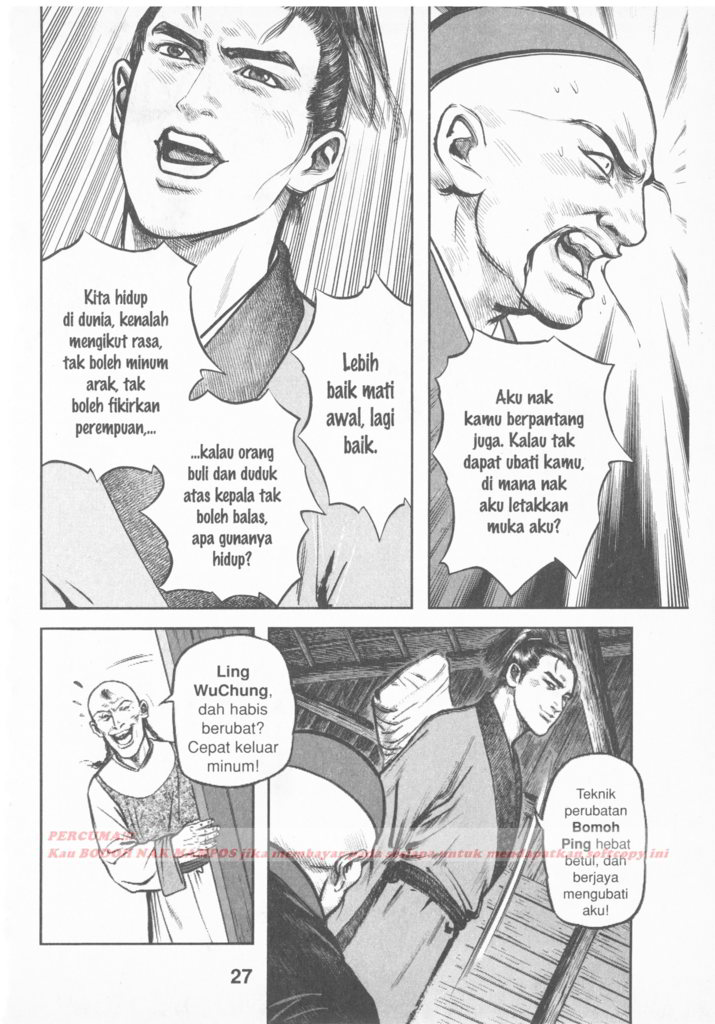 Kita hidup
di dunia, kenalah
mengikut rasa,
tak boleh minum
arak, tak
boleh fikirkan
perempuan,...
...kalau orang
buli dan duduk
atas kepala tak
boleh balas,
apa gunanya
hidup?
Lebih
baik mati
awal, lagi
baik.
Aku nak
kamu berpantang
juga. Kalau tak
dapat ubati kamu,
di mana nak
aku letakkan
muka aku?
Ling
WuChung,
dah habis
berubat?
Cepat keluar
minum!
Teknik
perubatan
Bomoh
Ping hebat
betul, dah
berjaya
mengubati
aku!
PERCUMA!
Kau BODOH NAK MAMPOS jika membayar pada sesiapa untuk mendapatkan softcopy ini
27